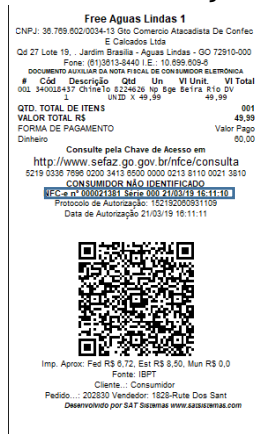 Free Aguas Lindas 1
CNPJ: 36.769.602/0034-13 Gto Comercio Atacadista De Confec
E Calcados Ltda
Qd 27 Lote 19, . Jardim Brasilia - Aguas Lindas - GO 72910-000
Fone: (61)3613-8440 I.E.: 10.699.609-6
DOCUMENTO AUXILIAR DA NOTA FISCAL DE CONSUMIDOR ELETRÔNICA
# Cód Descrição Qtd Un Vl Unit. Vl Total
001 340018437 Chinelo 8224626 Np Bge Beira Rio DV
1 UNID X 49,99 49,99
QTD. TOTAL DE ITENS 001
VALOR TOTAL R$ 49,99
FORMA DE PAGAMENTO Valor Pago
Dinheiro 60,00
Consulte pela Chave de Acesso em
http://www.sefaz.go.gov.br/nfce/consulta
5219 0336 7696 0200 3413 6500 0000 0213 8110 0021 3810
CONSUMIDOR NÃO IDENTIFICADO
NFC-e nº 000021381 Série 000 21/03/19 16:11:10
Protocolo de Autorização: 152192060931109
Data de Autorização 21/03/19 16:11:11
Imp. Aprox: Fed R$ 6,72, Est R$ 8,50, Mun R$ 0,0
Fonte: IBPT
Cliente..: Consumidor
Pedido...: 202830 Vendedor: 1828-Rute Dos Sant
Desenvolvido por SAT Sistemas www.satsistemas.com